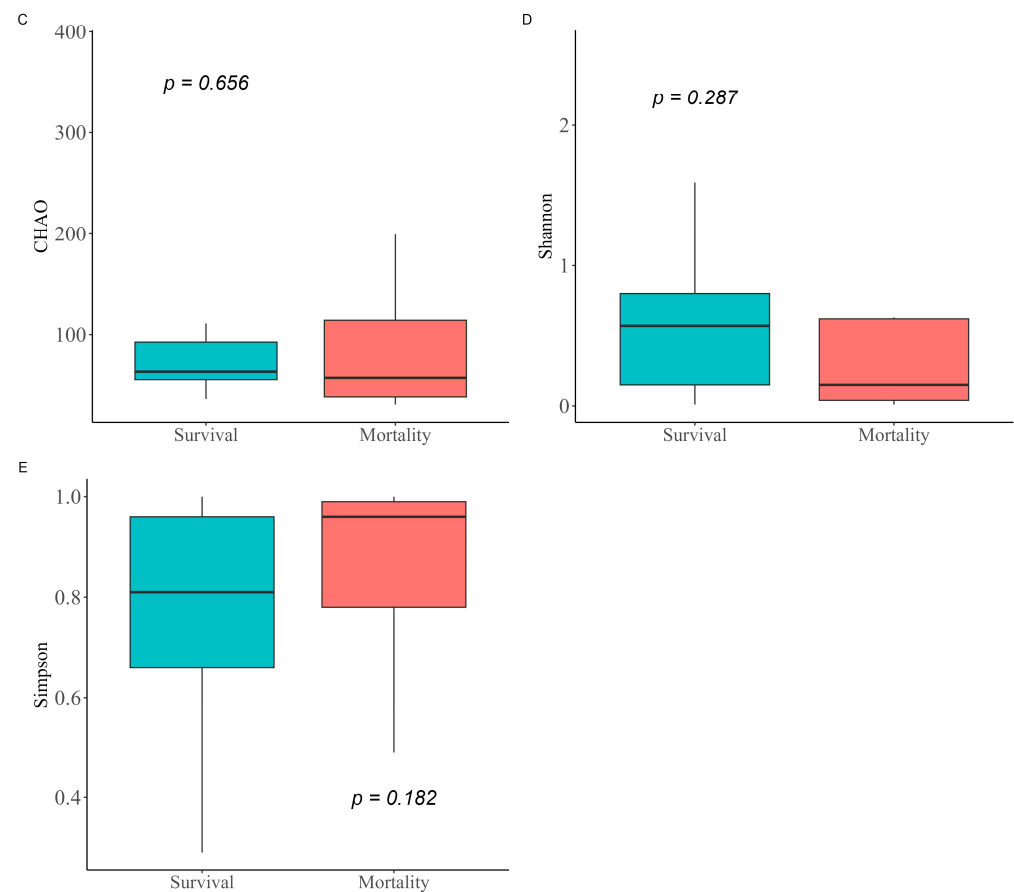 C
400
300
200
100
CHAO
p = 0.656
Survival
Mortality
D
2
1
0
Shannon
p = 0.287
Survival
Mortality
E
1.0
0.8
0.6
0.4
Simpson
p = 0.182
Survival
Mortality